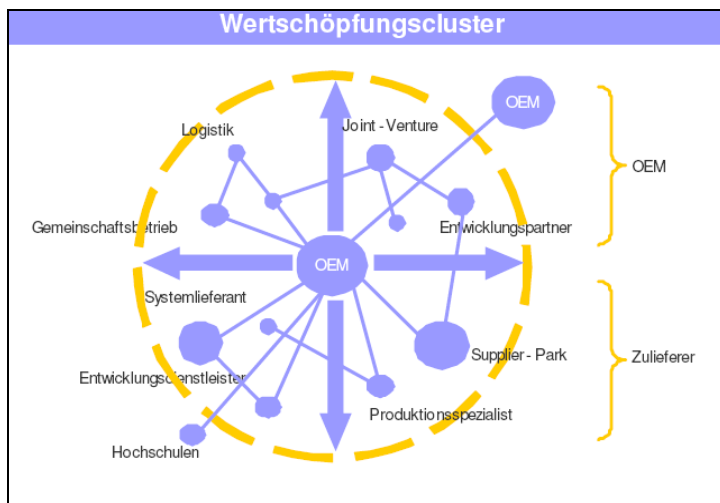 Wertschöpfungscluster
OEM
Logistik
Joint - Venture
OEM
Gemeinschaftsbetrieb
Entwicklungspartner
OEM
Systemlieferant
Supplier - Park
Zulieferer
Entwicklungsdienstleister
Produktionsspezialist
Hochschulen